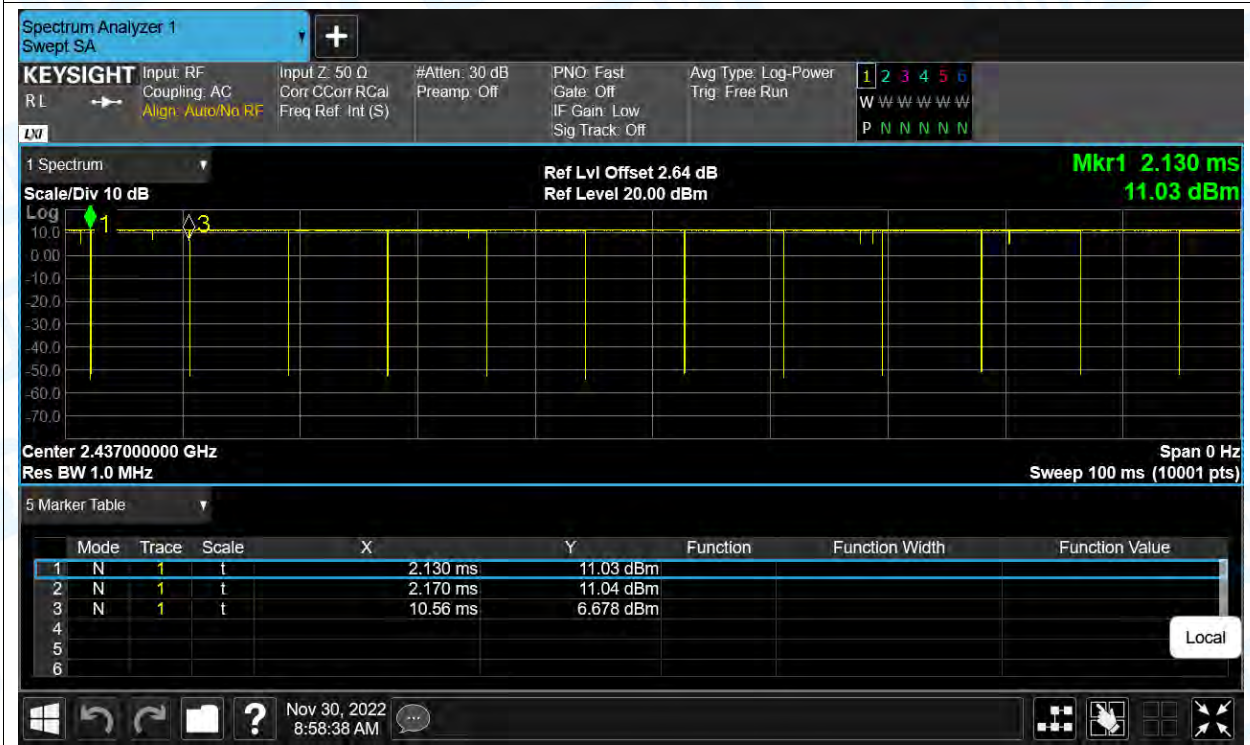 Spectrum Analyzer 1
Swept SA
+
KEYSIGHT Input: RF Input Z: 50 Ω #Atten: 30 dB PNO: Fast Avg Type: Log-Power 1 2 3 4 5 6
RL Coupling: AC Corr CCorr RCal Preamp: Off Gate: Off Trig: Free Run W W W W W W
Align: Auto/No RF Freq Ref: Int (S) IF Gain: Low
LXI Sig Track: Off P N N N N N
1 Spectrum Ref Lvl Offset 2.64 dB Mkr1 2.130 ms
Scale/Div 10 dB Ref Level 20.00 dBm 11.03 dBm
Log
1 3
10.0
0.00
-10.0
-20.0
-30.0
-40.0
-50.0
-60.0
-70.0
Center 2.437000000 GHz Span 0 Hz
Res BW 1.0 MHz Sweep 100 ms (10001 pts)
5 Marker Table
Mode Trace Scale X Y Function Function Width Function Value
1 N 1 t 2.130 ms 11.03 dBm
2 N 1 t 2.170 ms 11.04 dBm
3 N 1 t 10.56 ms 6.678 dBm
4
5
6
Local
? Nov 30, 2022
8:58:38 AM